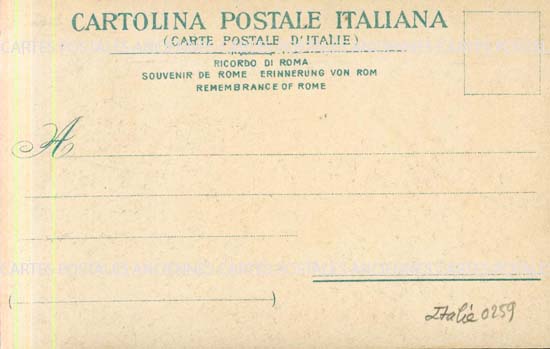 CARTOLINA POSTALE ITALIANA
(CARTE POSTALE D'ITALIE)
RICORDO DI ROMA
SOUVENIR DE ROME ERINNERUNG VON ROM
REMEMBRANCE OF ROME
A
Italie 0259